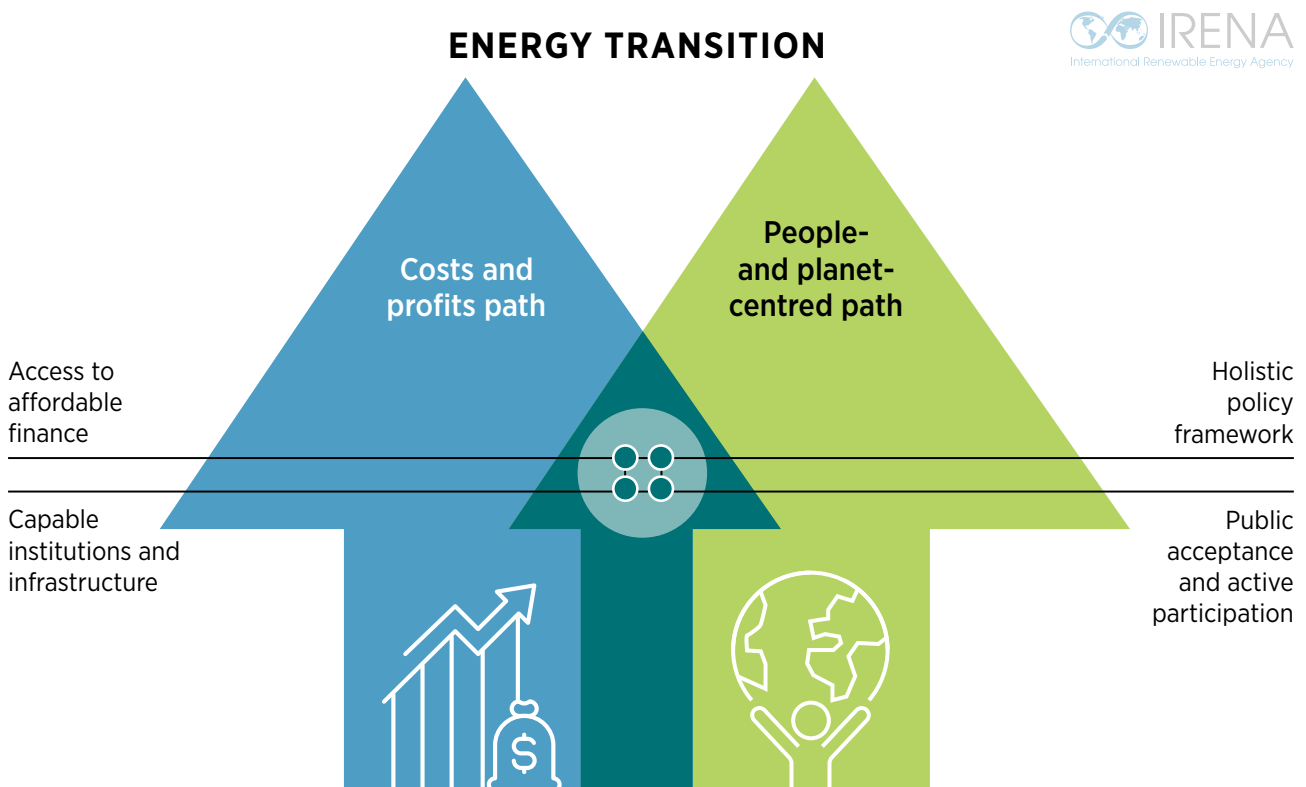 ENERGY TRANSITION
IRENA
International Renewable Energy Agency
Costs and
profits path
People-
and planet-
centred path
Access to
affordable
finance
Holistic
policy
framework
Capable
institutions and
infrastructure
Public
acceptance
and active
participation
$